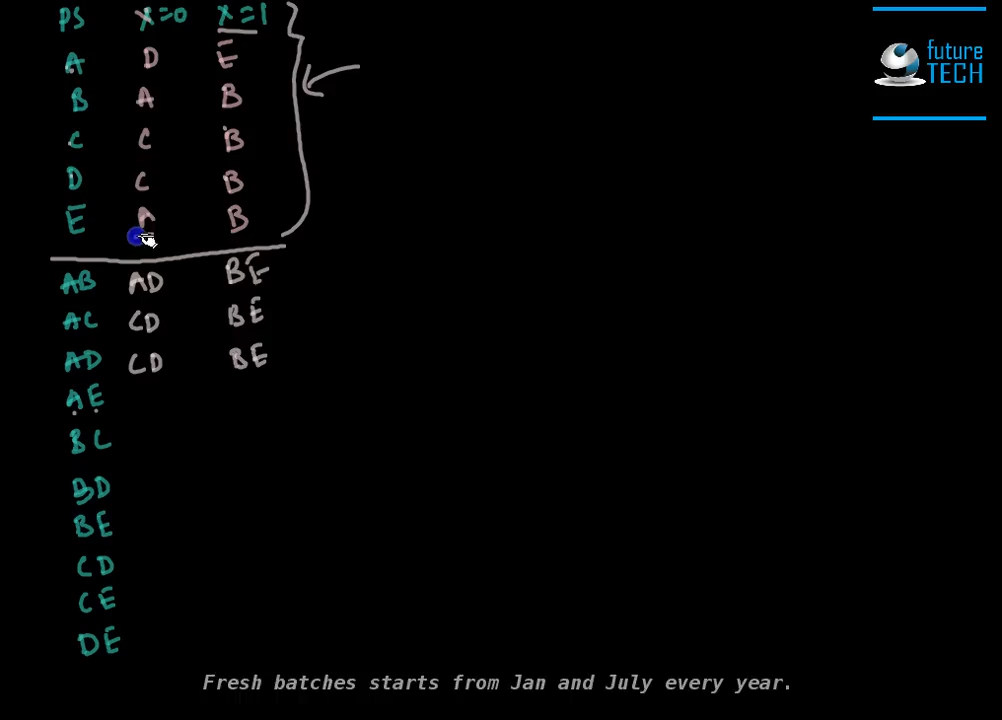 PS X=0 X=1
A D E
B A B
C C B
D C B
E A B
AB AD BE
AC CD BE
AD CD BE
AE
BC
BD
BE
CD
CE
DE
future
TECH
Fresh batches starts from Jan and July every year.